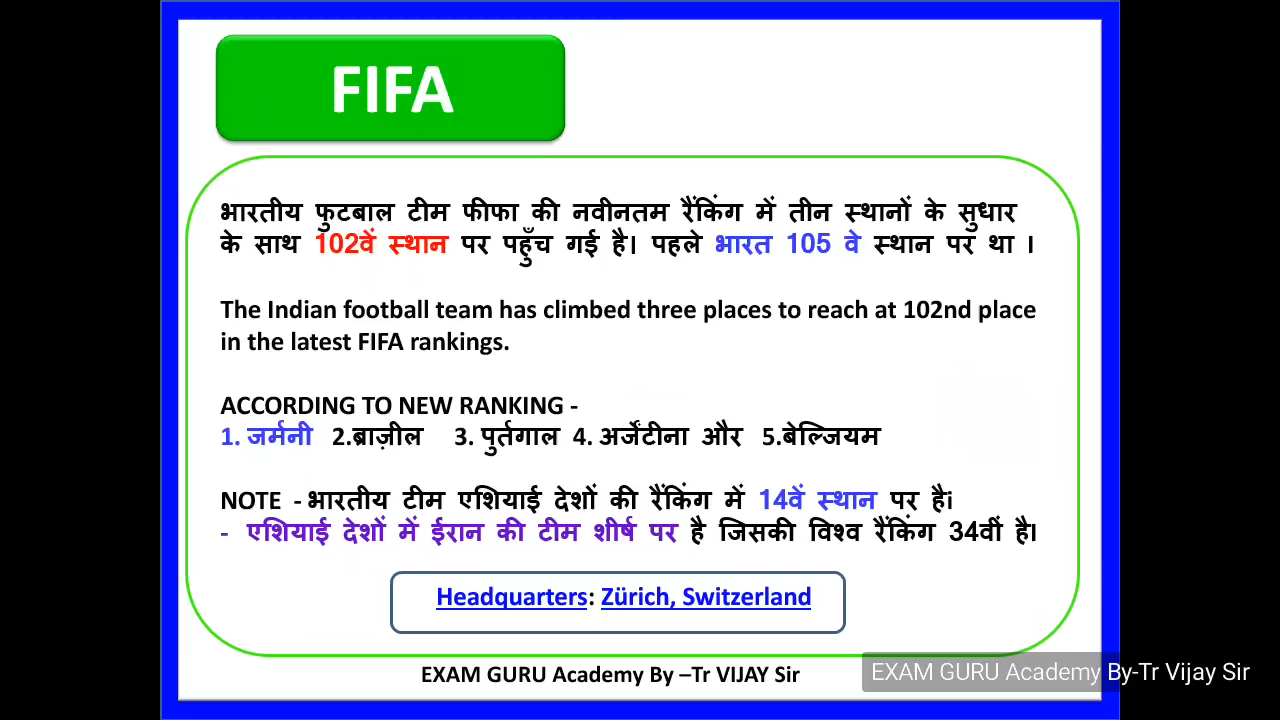 FIFA
भारतीय फुटबाल टीम फीफा की नवीनतम रैंकिंग में तीन स्थानों के सुधार
के साथ 102वें स्थान पर पहुँच गई है। पहले भारत 105 वे स्थान पर था ।
The Indian football team has climbed three places to reach at 102nd place
in the latest FIFA rankings.
ACCORDING TO NEW RANKING -
1. जर्मनी 2.ब्राज़ील 3. पुर्तगाल 4. अर्जेंटीना और 5.बेल्जियम
NOTE - भारतीय टीम एशियाई देशों की रैंकिंग में 14वें स्थान पर है।
- एशियाई देशों में ईरान की टीम शीर्ष पर है जिसकी विश्व रैंकिंग 34वीं है।
Headquarters: Zürich, Switzerland
EXAM GURU Academy By –Tr VIJAY Sir
EXAM GURU Academy By-Tr Vijay Sir